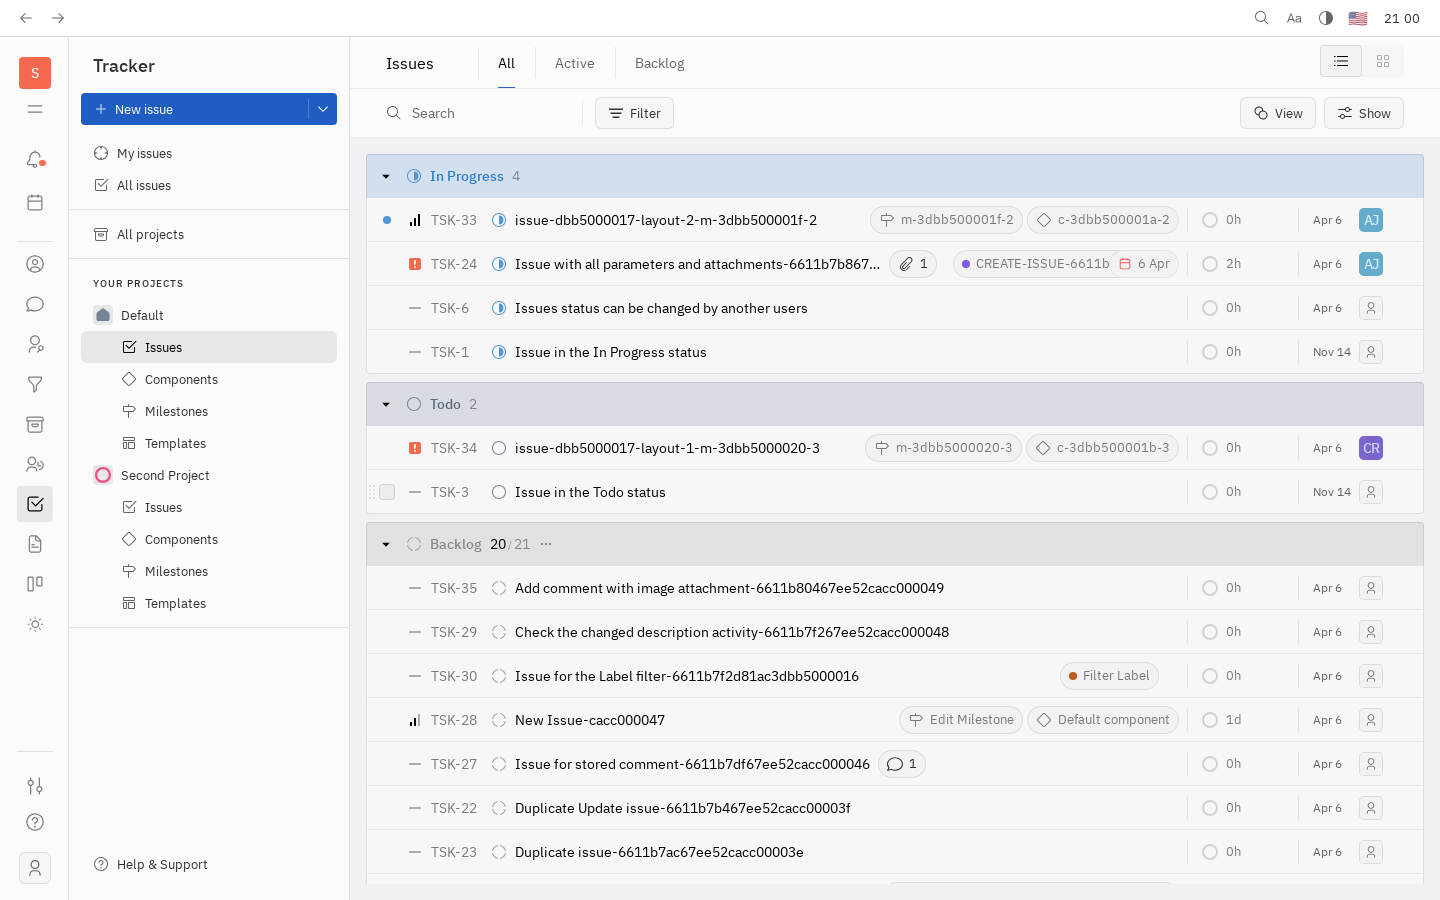 Aa 21 00
S
Tracker
New issue
My issues
All issues
All projects
YOUR PROJECTS
Default
Issues
Components
Milestones
Templates
Second Project
Issues
Components
Milestones
Templates
Help & Support
Issues All Active Backlog
Search Filter View Show
In Progress 4
TSK-33 issue-dbb5000017-layout-2-m-3dbb500001f-2 m-3dbb500001f-2 c-3dbb500001a-2 0h Apr 6 AJ
TSK-24 Issue with all parameters and attachments-6611b7b867... 1 CREATE-ISSUE-6611b 6 Apr 2h Apr 6 AJ
TSK-6 Issues status can be changed by another users 0h Apr 6
TSK-1 Issue in the In Progress status 0h Nov 14
Todo 2
TSK-34 issue-dbb5000017-layout-1-m-3dbb5000020-3 m-3dbb5000020-3 c-3dbb500001b-3 0h Apr 6 CR
TSK-3 Issue in the Todo status 0h Nov 14
Backlog 20/21 ...
TSK-35 Add comment with image attachment-6611b80467ee52cacc000049 0h Apr 6
TSK-29 Check the changed description activity-6611b7f267ee52cacc000048 0h Apr 6
TSK-30 Issue for the Label filter-6611b7f2d81ac3dbb5000016 Filter Label 0h Apr 6
TSK-28 New Issue-cacc000047 Edit Milestone Default component 1d Apr 6
TSK-27 Issue for stored comment-6611b7df67ee52cacc000046 1 0h Apr 6
TSK-22 Duplicate Update issue-6611b7b467ee52cacc00003f 0h Apr 6
TSK-23 Duplicate issue-6611b7ac67ee52cacc00003e 0h Apr 6